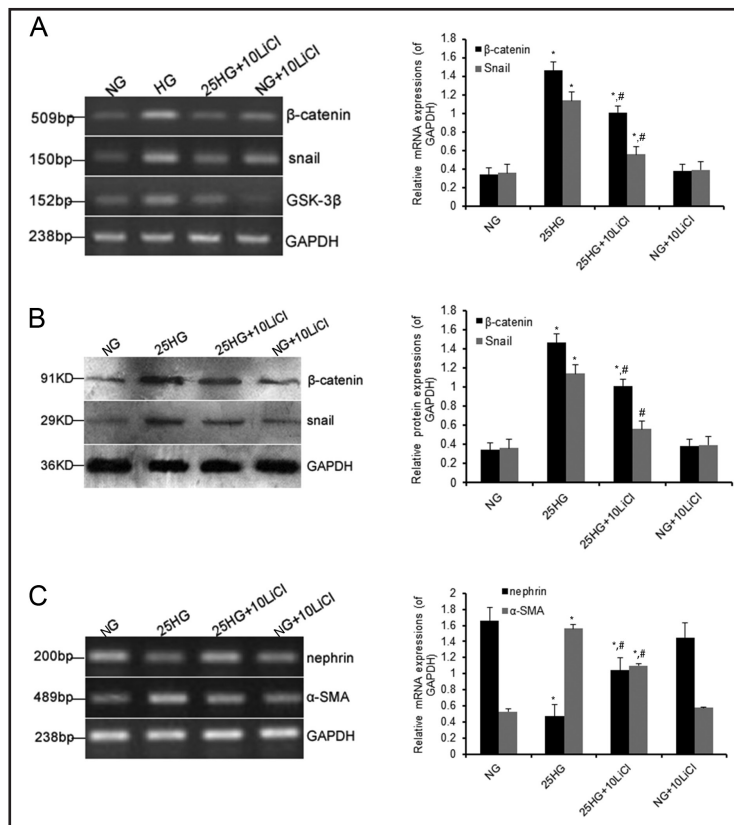 A
NG
HG
25HG+10LiCl
NG+10LiCl
509bp
β-catenin
150bp
snail
152bp
GSK-3β
238bp
GAPDH
Relative mRNA expressions (of
GAPDH)
1.6
1.4
1.2
1
0.8
0.6
0.4
0.2
0
β-catenin
Snail
*
*
*,#
*,#
NG
25HG
25HG+10LiCl
NG+10LiCl
B
NG
25HG
25HG+10LiCl
NG+10LiCl
91KD
β-catenin
29KD
snail
36KD
GAPDH
Relative protein expressions (of
GAPDH)
1.8
1.6
1.4
1.2
1
0.8
0.6
0.4
0.2
0
β-catenin
Snail
*
*
*,#
#
NG
25HG
25HG+10LiCl
NG+10LiCl
C
NG
25HG
25HG+10LiCl
NG+10LiCl
200bp
nephrin
489bp
α-SMA
238bp
GAPDH
Relative mRNA expressions (of
GAPDH)
2
1.8
1.6
1.4
1.2
1
0.8
0.6
0.4
0.2
0
nephrin
α-SMA
*
*
*,#
*,#
NG
25HG
25HG+10LiCl
NG+10LiCl